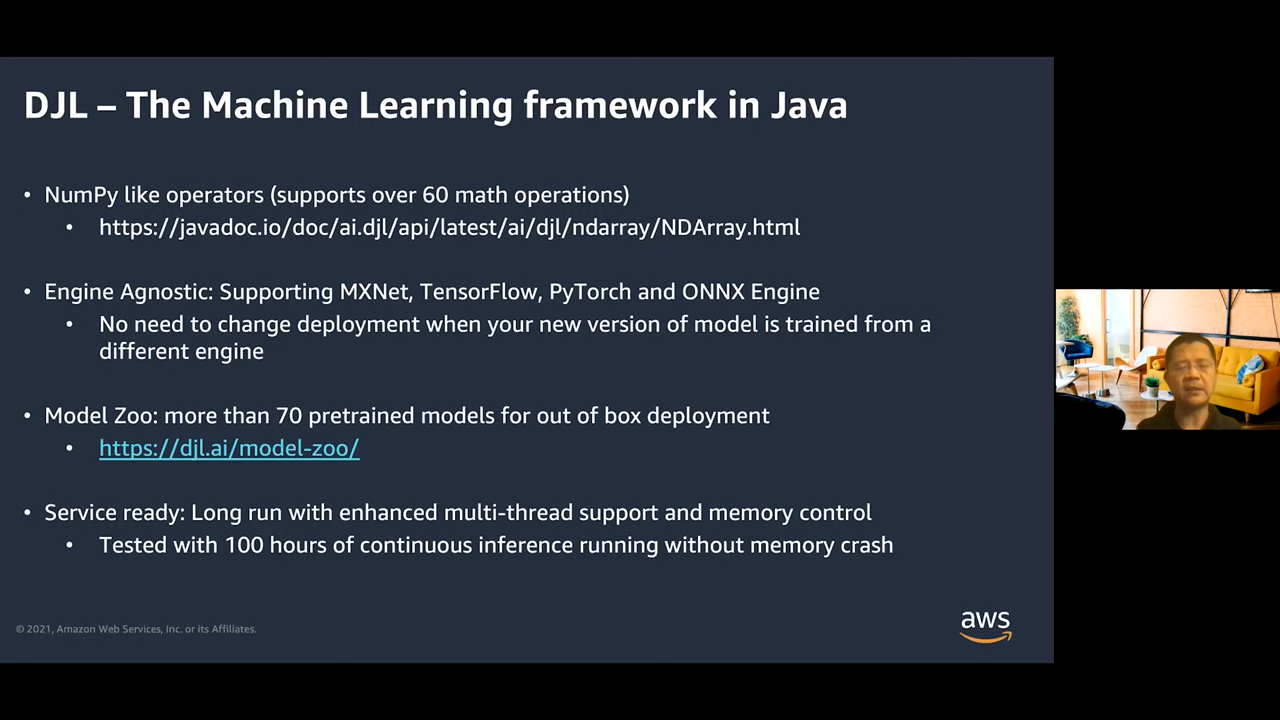 DJL – The Machine Learning framework in Java
• NumPy like operators (supports over 60 math operations)
• https://javadoc.io/doc/ai.djl/api/latest/ai/djl/ndarray/NDArray.html
• Engine Agnostic: Supporting MXNet, TensorFlow, PyTorch and ONNX Engine
• No need to change deployment when your new version of model is trained from a
different engine
• Model Zoo: more than 70 pretrained models for out of box deployment
• https://djl.ai/model-zoo/
• Service ready: Long run with enhanced multi-thread support and memory control
• Tested with 100 hours of continuous inference running without memory crash
© 2021, Amazon Web Services, Inc. or its Affiliates.
aws